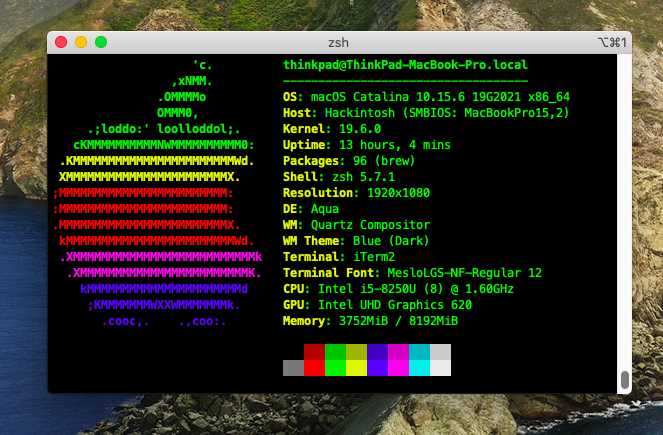 zsh
⌥⌘1
'c.
,xNMM.
.OMMMMo
OMMM0,
.;loddo:' loolloddol;.
cKMMMMMMMMMMNWMMMMMMMMMM0:
.KMMMMMMMMMMMMMMMMMMMMMMMWd.
XMMMMMMMMMMMMMMMMMMMMMMMX.
;MMMMMMMMMMMMMMMMMMMMMMMM:
:MMMMMMMMMMMMMMMMMMMMMMMM:
.MMMMMMMMMMMMMMMMMMMMMMMMX.
kMMMMMMMMMMMMMMMMMMMMMMMMWd.
.XMMMMMMMMMMMMMMMMMMMMMMMMMMk
.XMMMMMMMMMMMMMMMMMMMMMMMMK.
kMMMMMMMMMMMMMMMMMMMMMMd
;KMMMMMMMWXXWMMMMMMMk.
.cooc,. .,coo:.
thinkpad@ThinkPad-MacBook-Pro.local
-----------------------------------
OS: macOS Catalina 10.15.6 19G2021 x86_64
Host: Hackintosh (SMBIOS: MacBookPro15,2)
Kernel: 19.6.0
Uptime: 13 hours, 4 mins
Packages: 96 (brew)
Shell: zsh 5.7.1
Resolution: 1920x1080
DE: Aqua
WM: Quartz Compositor
WM Theme: Blue (Dark)
Terminal: iTerm2
Terminal Font: MesloLGS-NF-Regular 12
CPU: Intel i5-8250U (8) @ 1.60GHz
GPU: Intel UHD Graphics 620
Memory: 3752MiB / 8192MiB